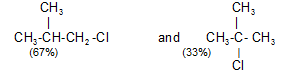 CH₃ CH₃
CH₃-CH-CH₂-Cl and CH₃-C-CH₃
(67%) (33%)
Cl